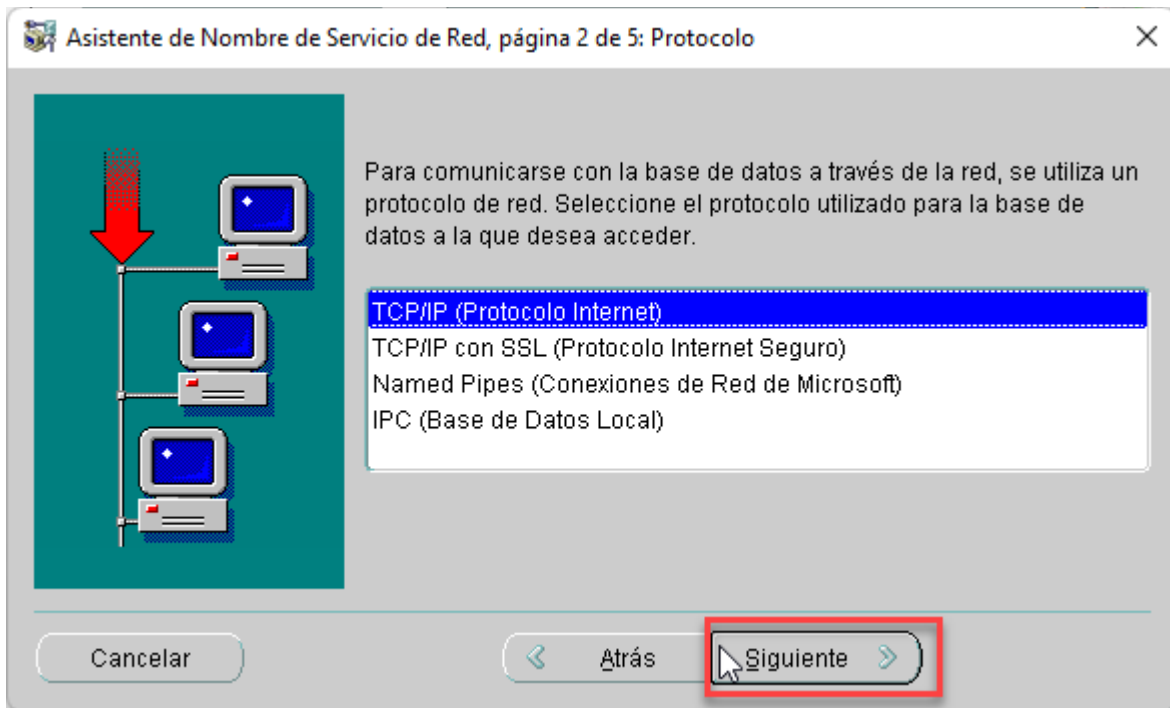 Asistente de Nombre de Servicio de Red, página 2 de 5: Protocolo
Para comunicarse con la base de datos a través de la red, se utiliza un
protocolo de red. Seleccione el protocolo utilizado para la base de
datos a la que desea acceder.
TCP/IP (Protocolo Internet)
TCP/IP con SSL (Protocolo Internet Seguro)
Named Pipes (Conexiones de Red de Microsoft)
IPC (Base de Datos Local)
Cancelar
Atrás
Siguiente